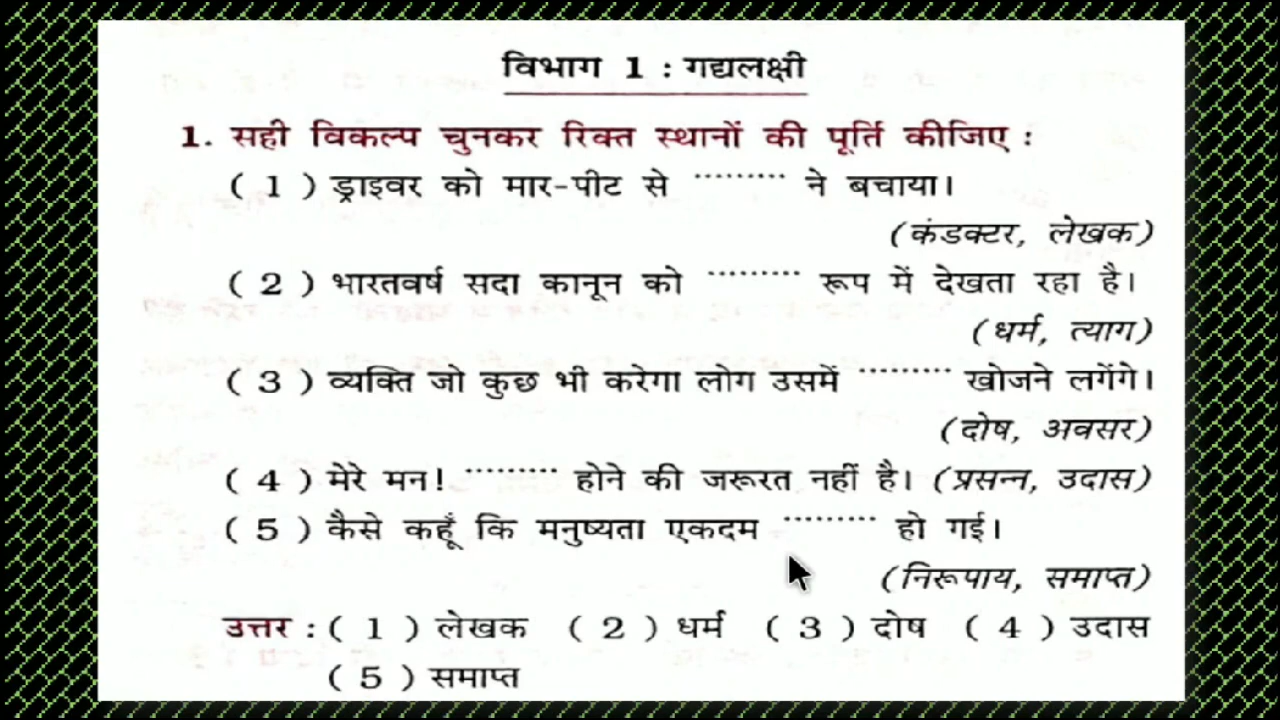 विभाग 1 : गद्यलक्षी
1. सही विकल्प चुनकर रिक्त स्थानों की पूर्ति कीजिए :
( 1 ) ड्राइवर को मार-पीट से ········· ने बचाया।
(कंडक्टर, लेखक)
( 2 ) भारतवर्ष सदा कानून को ········· रूप में देखता रहा है।
(धर्म, त्याग)
( 3 ) व्यक्ति जो कुछ भी करेगा लोग उसमें ········· खोजने लगेंगे।
(दोष, अवसर)
( 4 ) मेरे मन! ········· होने की जरूरत नहीं है। (प्रसन्न, उदास)
( 5 ) कैसे कहूँ कि मनुष्यता एकदम ········· हो गई।
(निरूपाय, समाप्त)
उत्तर : ( 1 ) लेखक ( 2 ) धर्म ( 3 ) दोष ( 4 ) उदास
( 5 ) समाप्त